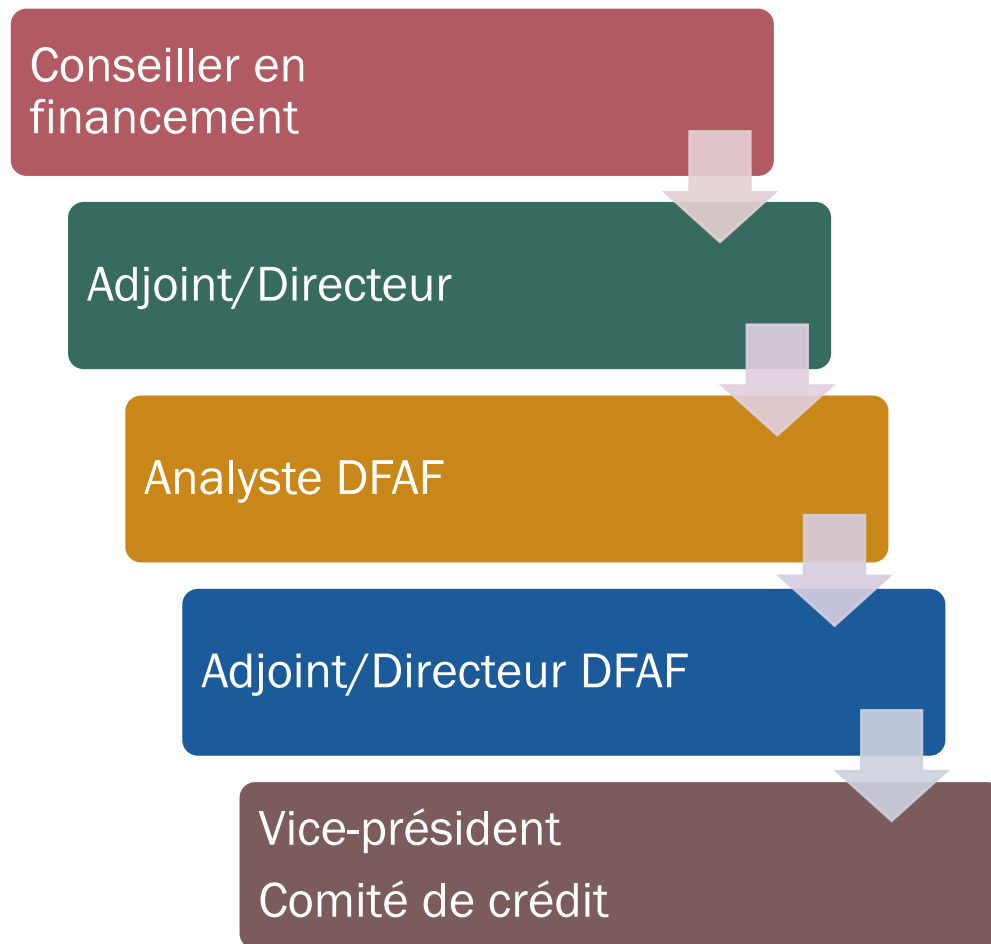 Conseiller en
financement
Adjoint/Directeur
Analyste DFAF
Adjoint/Directeur DFAF
Vice-président
Comité de crédit